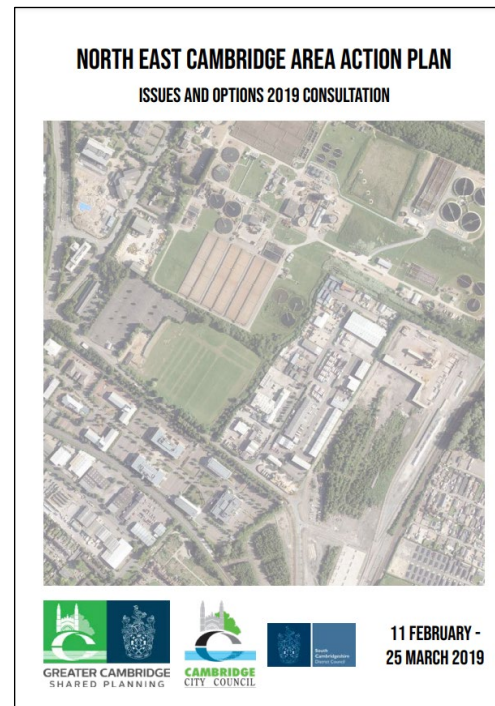 NORTH EAST CAMBRIDGE AREA ACTION PLAN
ISSUES AND OPTIONS 2019 CONSULTATION
GREATER CAMBRIDGE
SHARED PLANNING
CAMBRIDGE
CITY COUNCIL
South
Cambridgeshire
District Council
11 FEBRUARY -
25 MARCH 2019